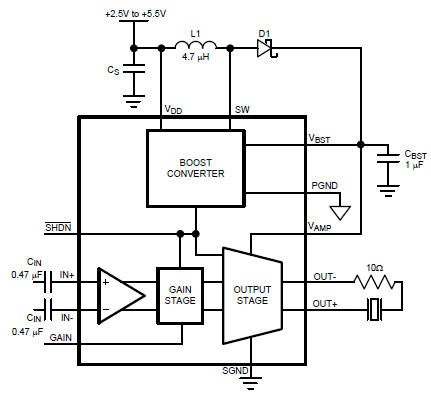 +2.5V to +5.5V
L1
D1
4.7 μH
CS
VDD
SW
VBST
BOOST
CONVERTER
CBST
1 μF
PGND
SHDN
VAMP
CIN
0.47 μF
IN+
10Ω
OUT-
+
GAIN
STAGE
OUTPUT
STAGE
OUT+
-
CIN
IN-
0.47 μF
GAIN
SGND